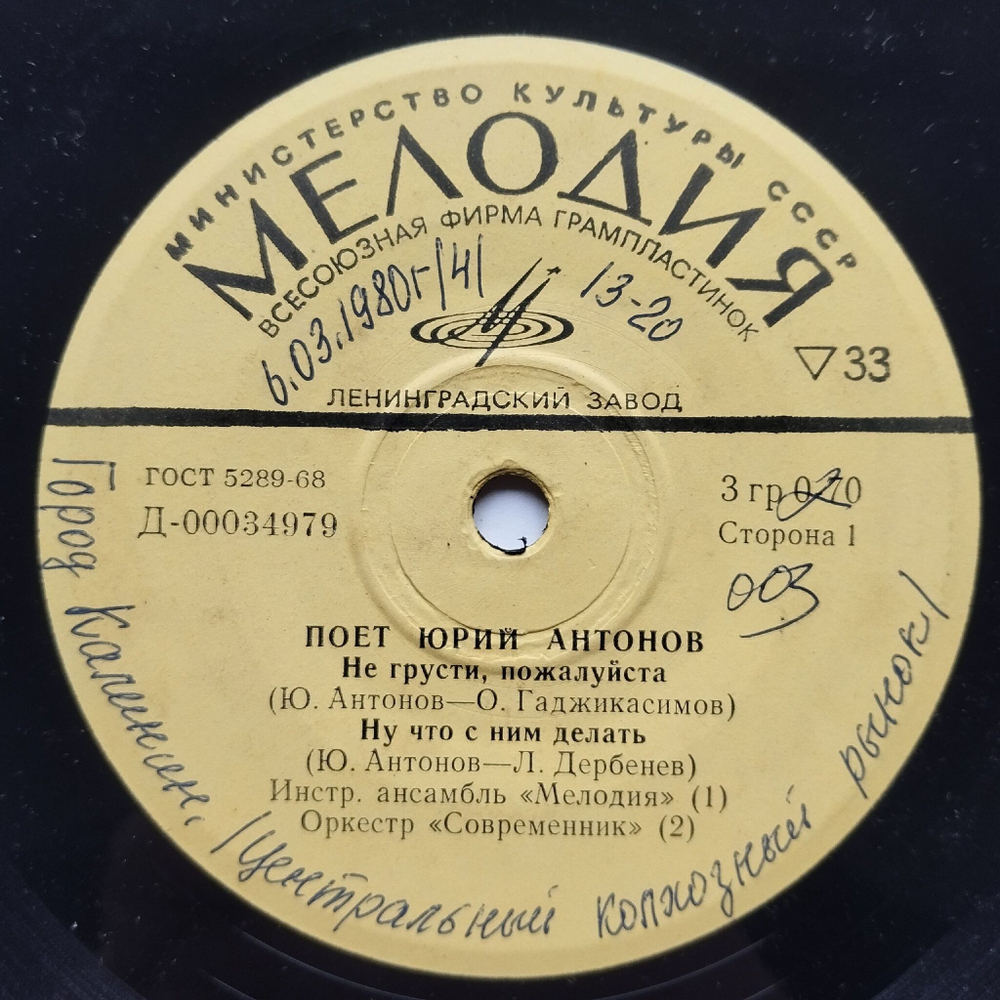 МИНИСТЕРСТВО КУЛЬТУРЫ СССР
МЕЛОДИЯ
ВСЕСОЮЗНАЯ ФИРМА ГРАМПЛАСТИНОК
6.03.1980г/4/
13-20
▽33
ЛЕНИНГРАДСКИЙ ЗАВОД
ГОСТ 5289-68
3 гр 0-70
Д-00034979
Сторона 1
003
ПОЕТ ЮРИЙ АНТОНОВ
Не грусти, пожалуйста
(Ю. Антонов—О. Гаджикасимов)
Ну что с ним делать
(Ю. Антонов—Л. Дербенев)
Инстр. ансамбль «Мелодия» (1)
Оркестр «Современник» (2)
Город Калинин. /Центральный колхозный рынок/